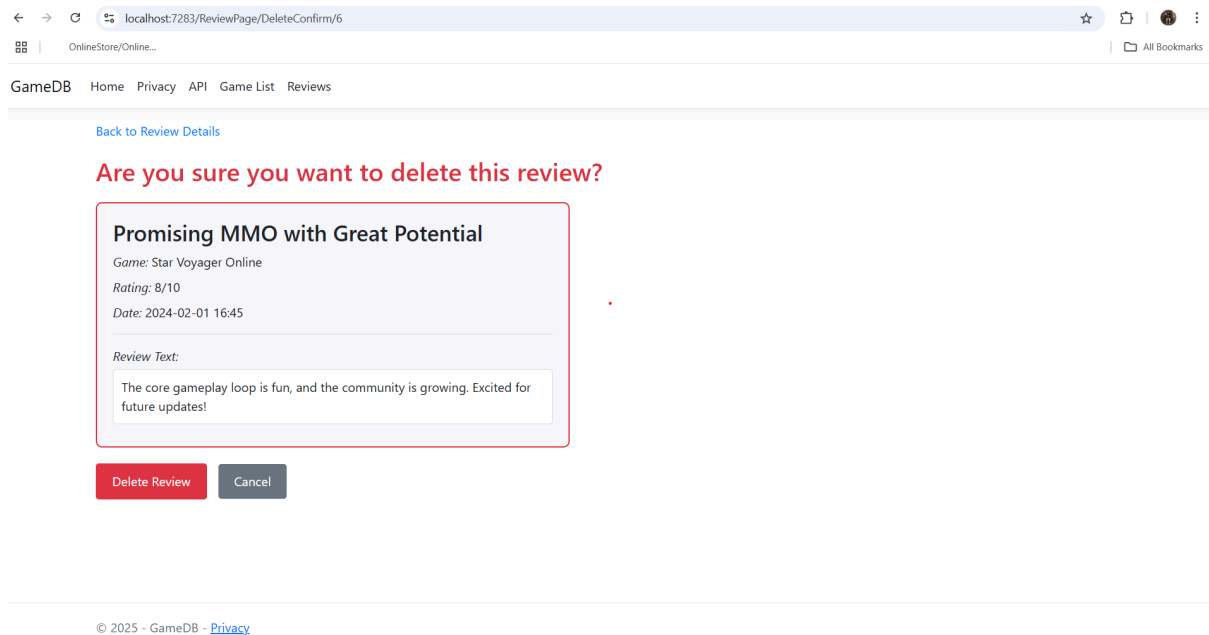 localhost:7283/ReviewPage/DeleteConfirm/6
OnlineStore/Online...
All Bookmarks
GameDB Home Privacy API Game List Reviews
Back to Review Details
Are you sure you want to delete this review?
Promising MMO with Great Potential
Game: Star Voyager Online
Rating: 8/10
Date: 2024-02-01 16:45
Review Text:
The core gameplay loop is fun, and the community is growing. Excited for
future updates!
Delete Review Cancel
© 2025 - GameDB - Privacy